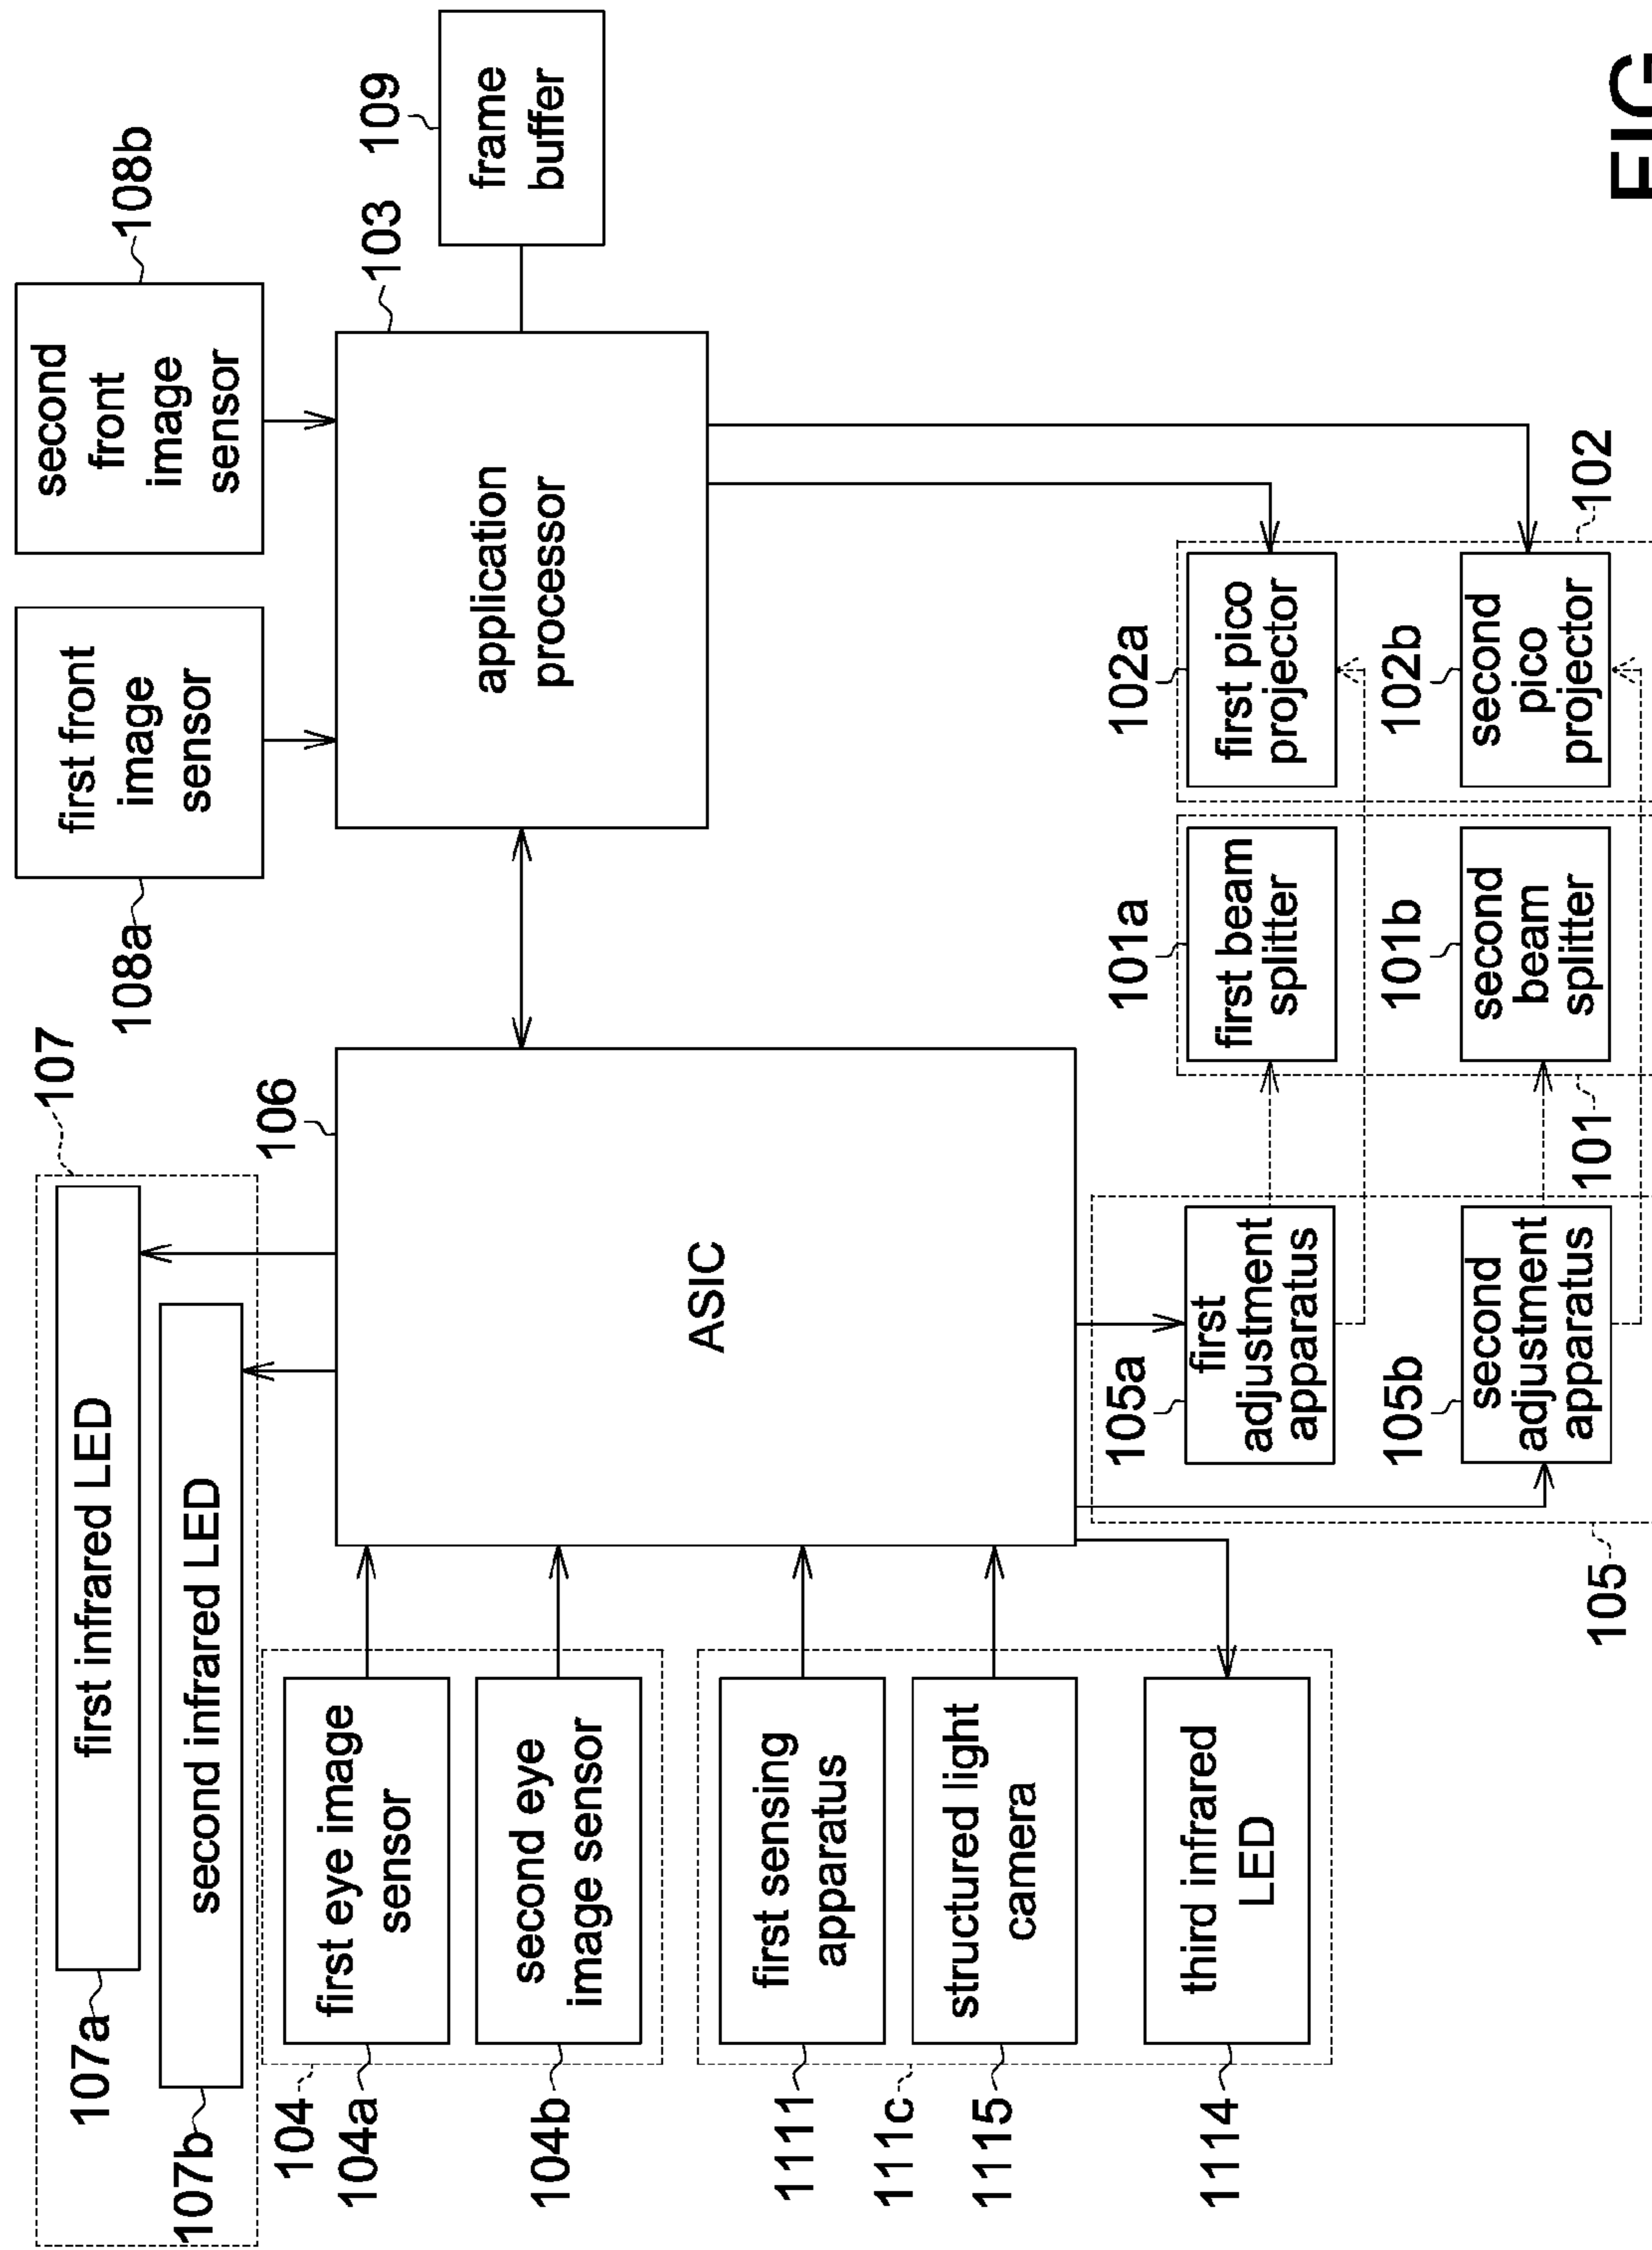 107
107a
first infrared LED
107b
second infrared LED
108a
first front
image
sensor
108b
second
front
image
sensor
104
104a
first eye image
sensor
104b
second eye
image sensor
106
ASIC
103
application
processor
109
frame
buffer
1111
first sensing
apparatus
111c
1115
structured light
camera
1114
third infrared
LED
105a
first
adjustment
apparatus
101a
first beam
splitter
102a
first pico
projector
105b
second
adjustment
apparatus
101b
second
beam
splitter
102b
second
pico
projector
105
101
102
FIG